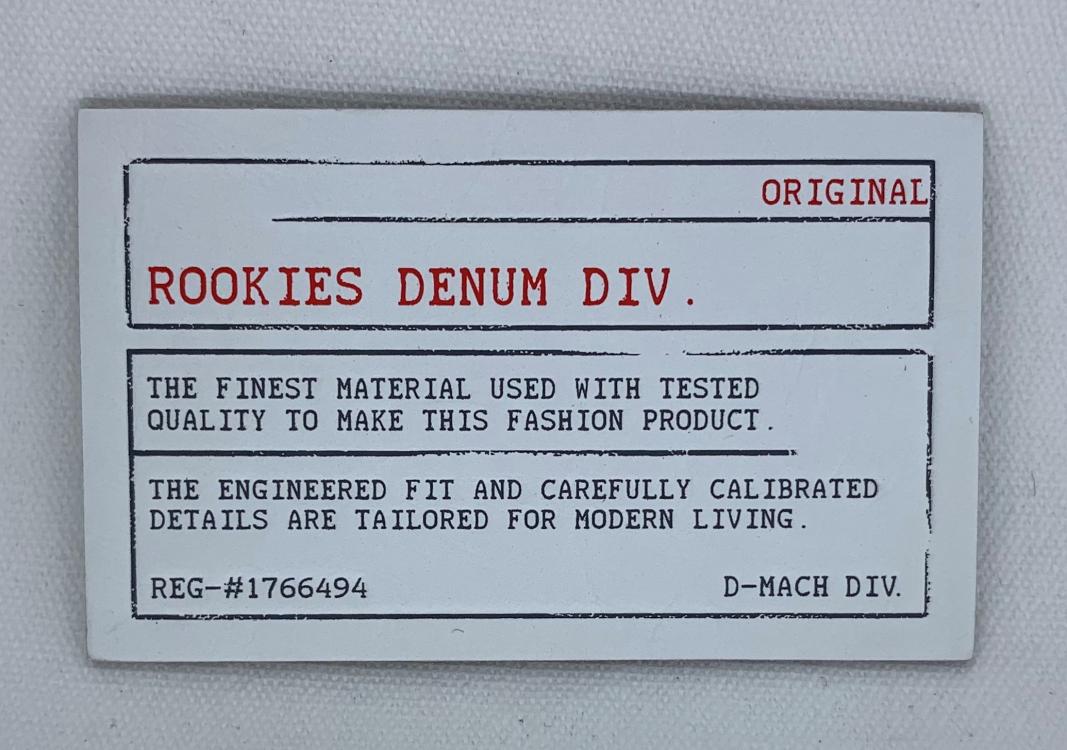 ORIGINAL
ROOKIES DENUM DIV.
THE FINEST MATERIAL USED WITH TESTED
QUALITY TO MAKE THIS FASHION PRODUCT.
THE ENGINEERED FIT AND CAREFULLY CALIBRATED
DETAILS ARE TAILORED FOR MODERN LIVING.
REG-#1766494 D-MACH DIV.